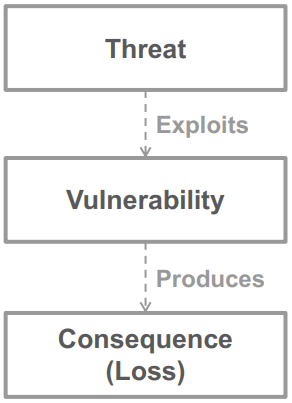 Threat
Exploits
Vulnerability
Produces
Consequence
(Loss)